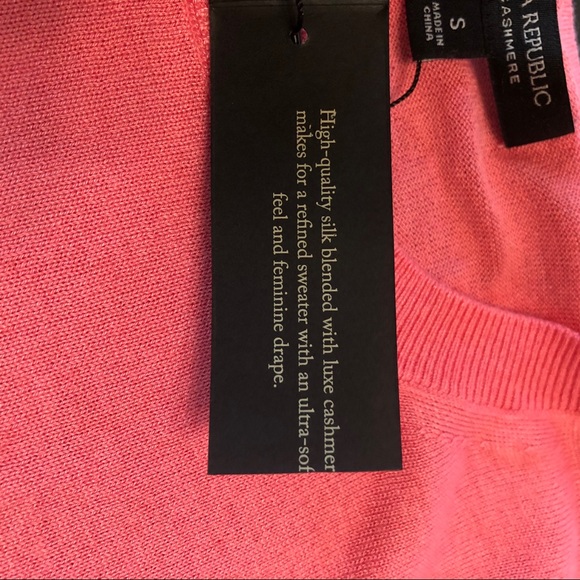 High-quality silk blended with luxe cashmer
makes for a refined sweater with an ultra-sof
feel and feminine drape.
A REPUBLIC
CASHMERE
S
MADE IN
CHINA